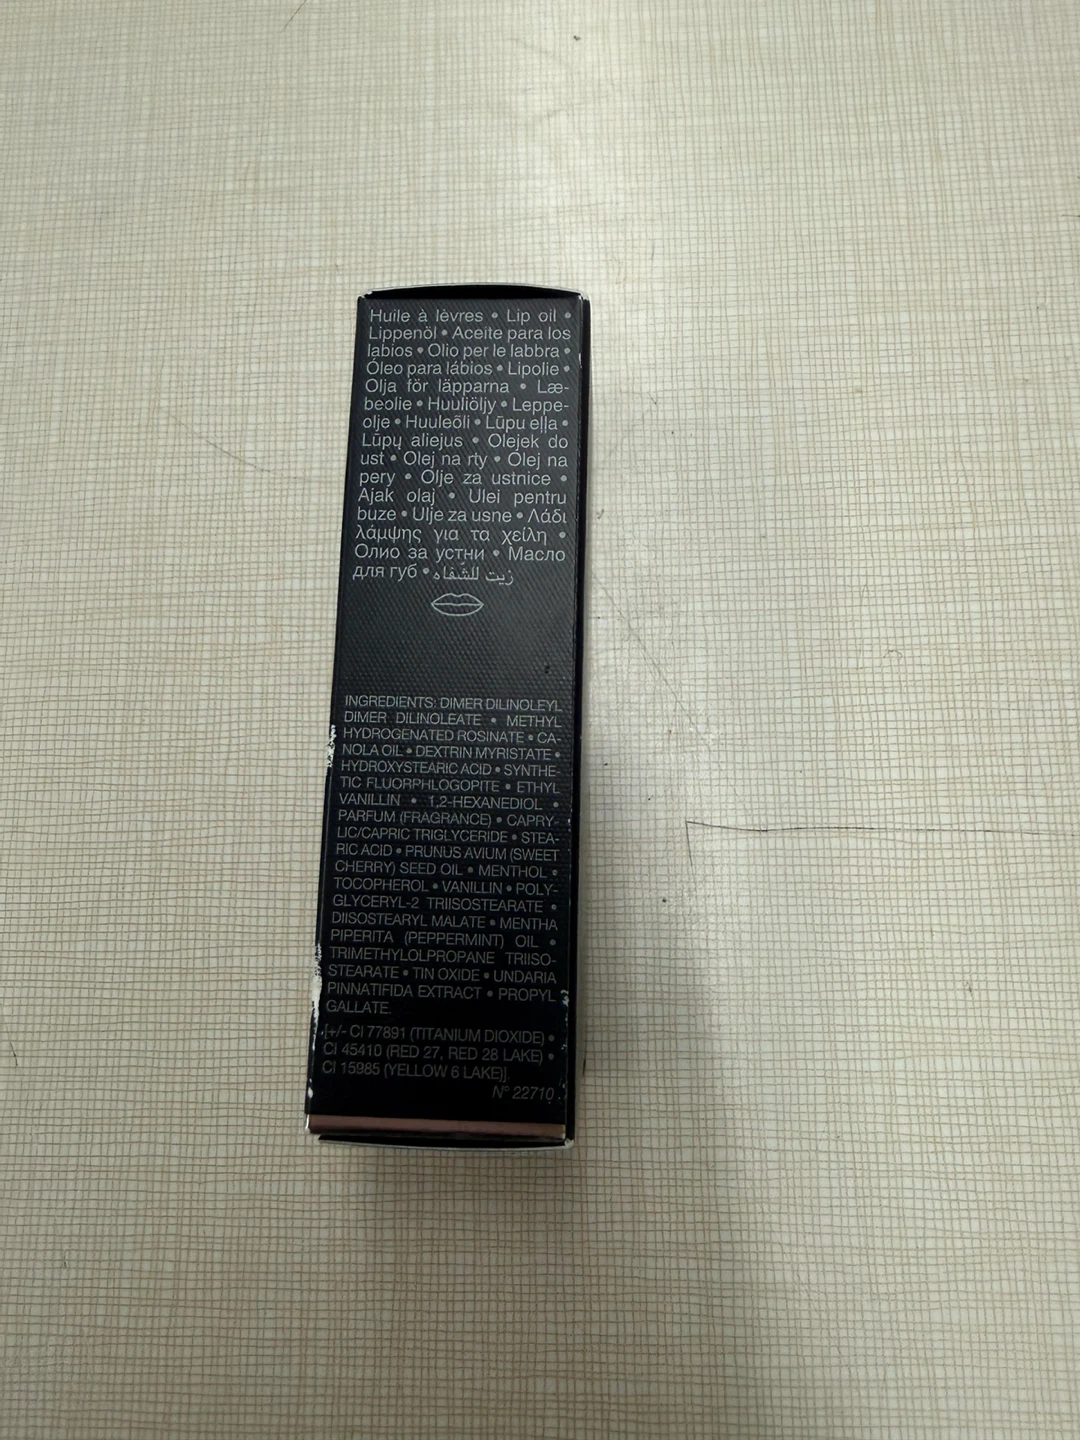 Huile à lèvres • Lip oil •
Lippenöl • Aceite para los
labios • Olio per le labbra •
Óleo para lábios • Lipolie •
Olja för läpparna • Læ-
beolie • Huuliöljy • Leppe-
olje • Huuleõli • Lūpu eļļa •
Lūpų aliejus • Olejek do
ust • Olej na rty • Olej na
pery • Olje za ustnice •
Ajak olaj • Ulei pentru
buze • Ulje za usne • Λάδι
λάμψης για τα χείλη •
Олио за устни • Масло
для губ • زيت للشّفاه
INGREDIENTS: DIMER DILINOLEYL
DIMER DILINOLEATE • METHYL
HYDROGENATED ROSINATE • CA-
NOLA OIL • DEXTRIN MYRISTATE •
HYDROXYSTEARIC ACID • SYNTHE-
TIC FLUORPHLOGOPITE • ETHYL
VANILLIN • 1,2-HEXANEDIOL •
PARFUM (FRAGRANCE) • CAPRY-
LIC/CAPRIC TRIGLYCERIDE • STEA-
RIC ACID • PRUNUS AVIUM (SWEET
CHERRY) SEED OIL • MENTHOL •
TOCOPHEROL • VANILLIN • POLY-
GLYCERYL-2 TRIISOSTEARATE •
DIISOSTEARYL MALATE • MENTHA
PIPERITA (PEPPERMINT) OIL •
TRIMETHYLOLPROPANE TRIISO-
STEARATE • TIN OXIDE • UNDARIA
PINNATIFIDA EXTRACT • PROPYL
GALLATE.
[+/- CI 77891 (TITANIUM DIOXIDE) •
CI 45410 (RED 27, RED 28 LAKE) •
CI 15985 (YELLOW 6 LAKE)].
N° 22710.